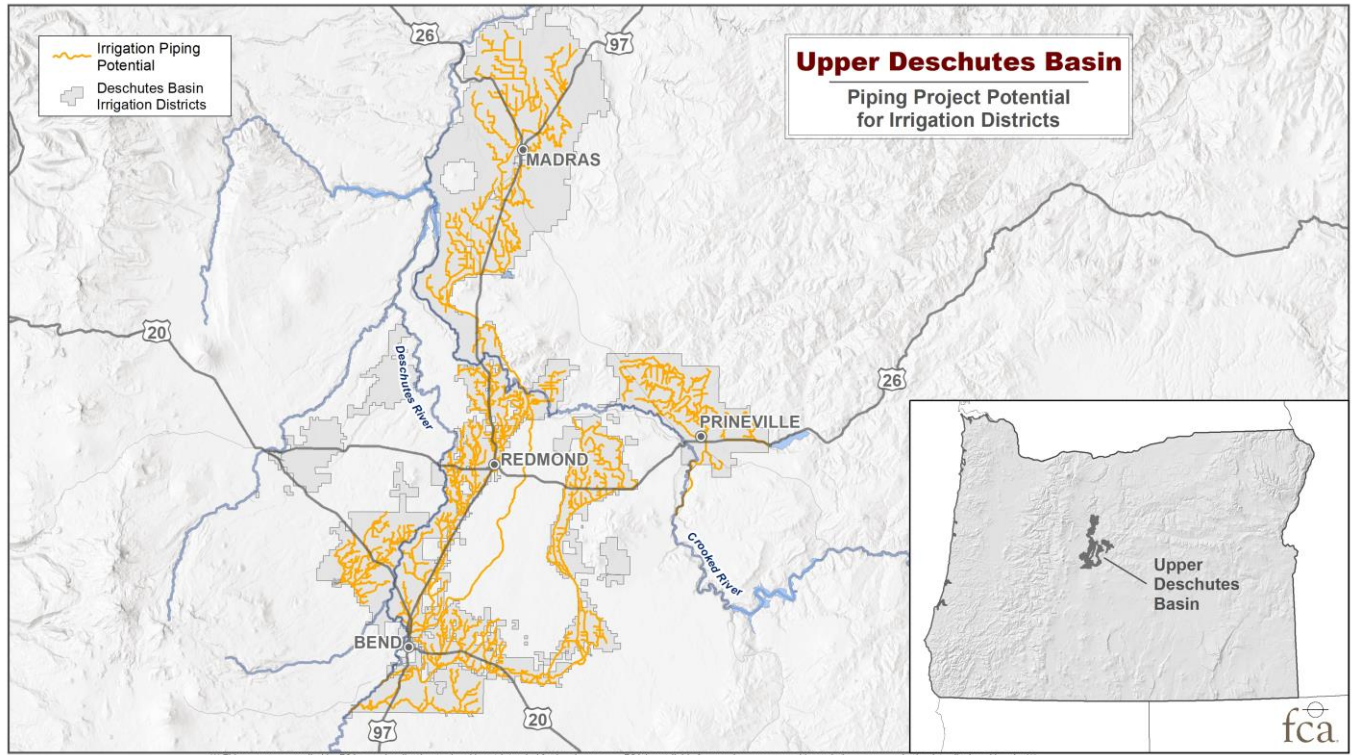 Upper Deschutes Basin
Piping Project Potential
for Irrigation Districts
Irrigation Piping
Potential
Deschutes Basin
Irrigation Districts
26
97
MADRAS
20
Deschutes River
26
PRINEVILLE
REDMOND
Crooked River
BEND
97
20
Upper
Deschutes
Basin
fca